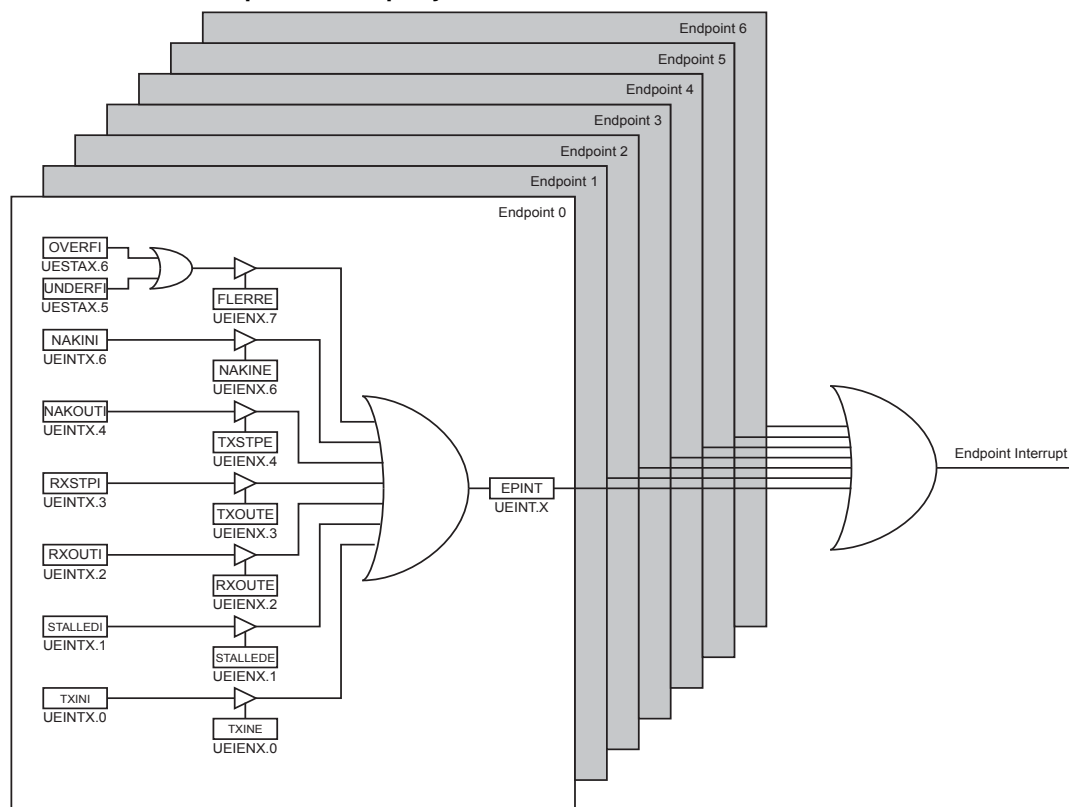 Endpoint 6
Endpoint 5
Endpoint 4
Endpoint 3
Endpoint 2
Endpoint 1
Endpoint 0
OVERFI
UESTAX.6
UNDERFI
UESTAX.5
FLERRE
UEIENX.7
NAKINI
UEINTX.6
NAKINE
UEIENX.6
NAKOUTI
UEINTX.4
TXSTPE
UEIENX.4
RXSTPI
UEINTX.3
TXOUTE
UEIENX.3
RXOUTI
UEINTX.2
RXOUTE
UEIENX.2
STALLEDI
UEINTX.1
STALLEDE
UEIENX.1
TXINI
UEINTX.0
TXINE
UEIENX.0
EPINT
UEINT.X
Endpoint Interrupt